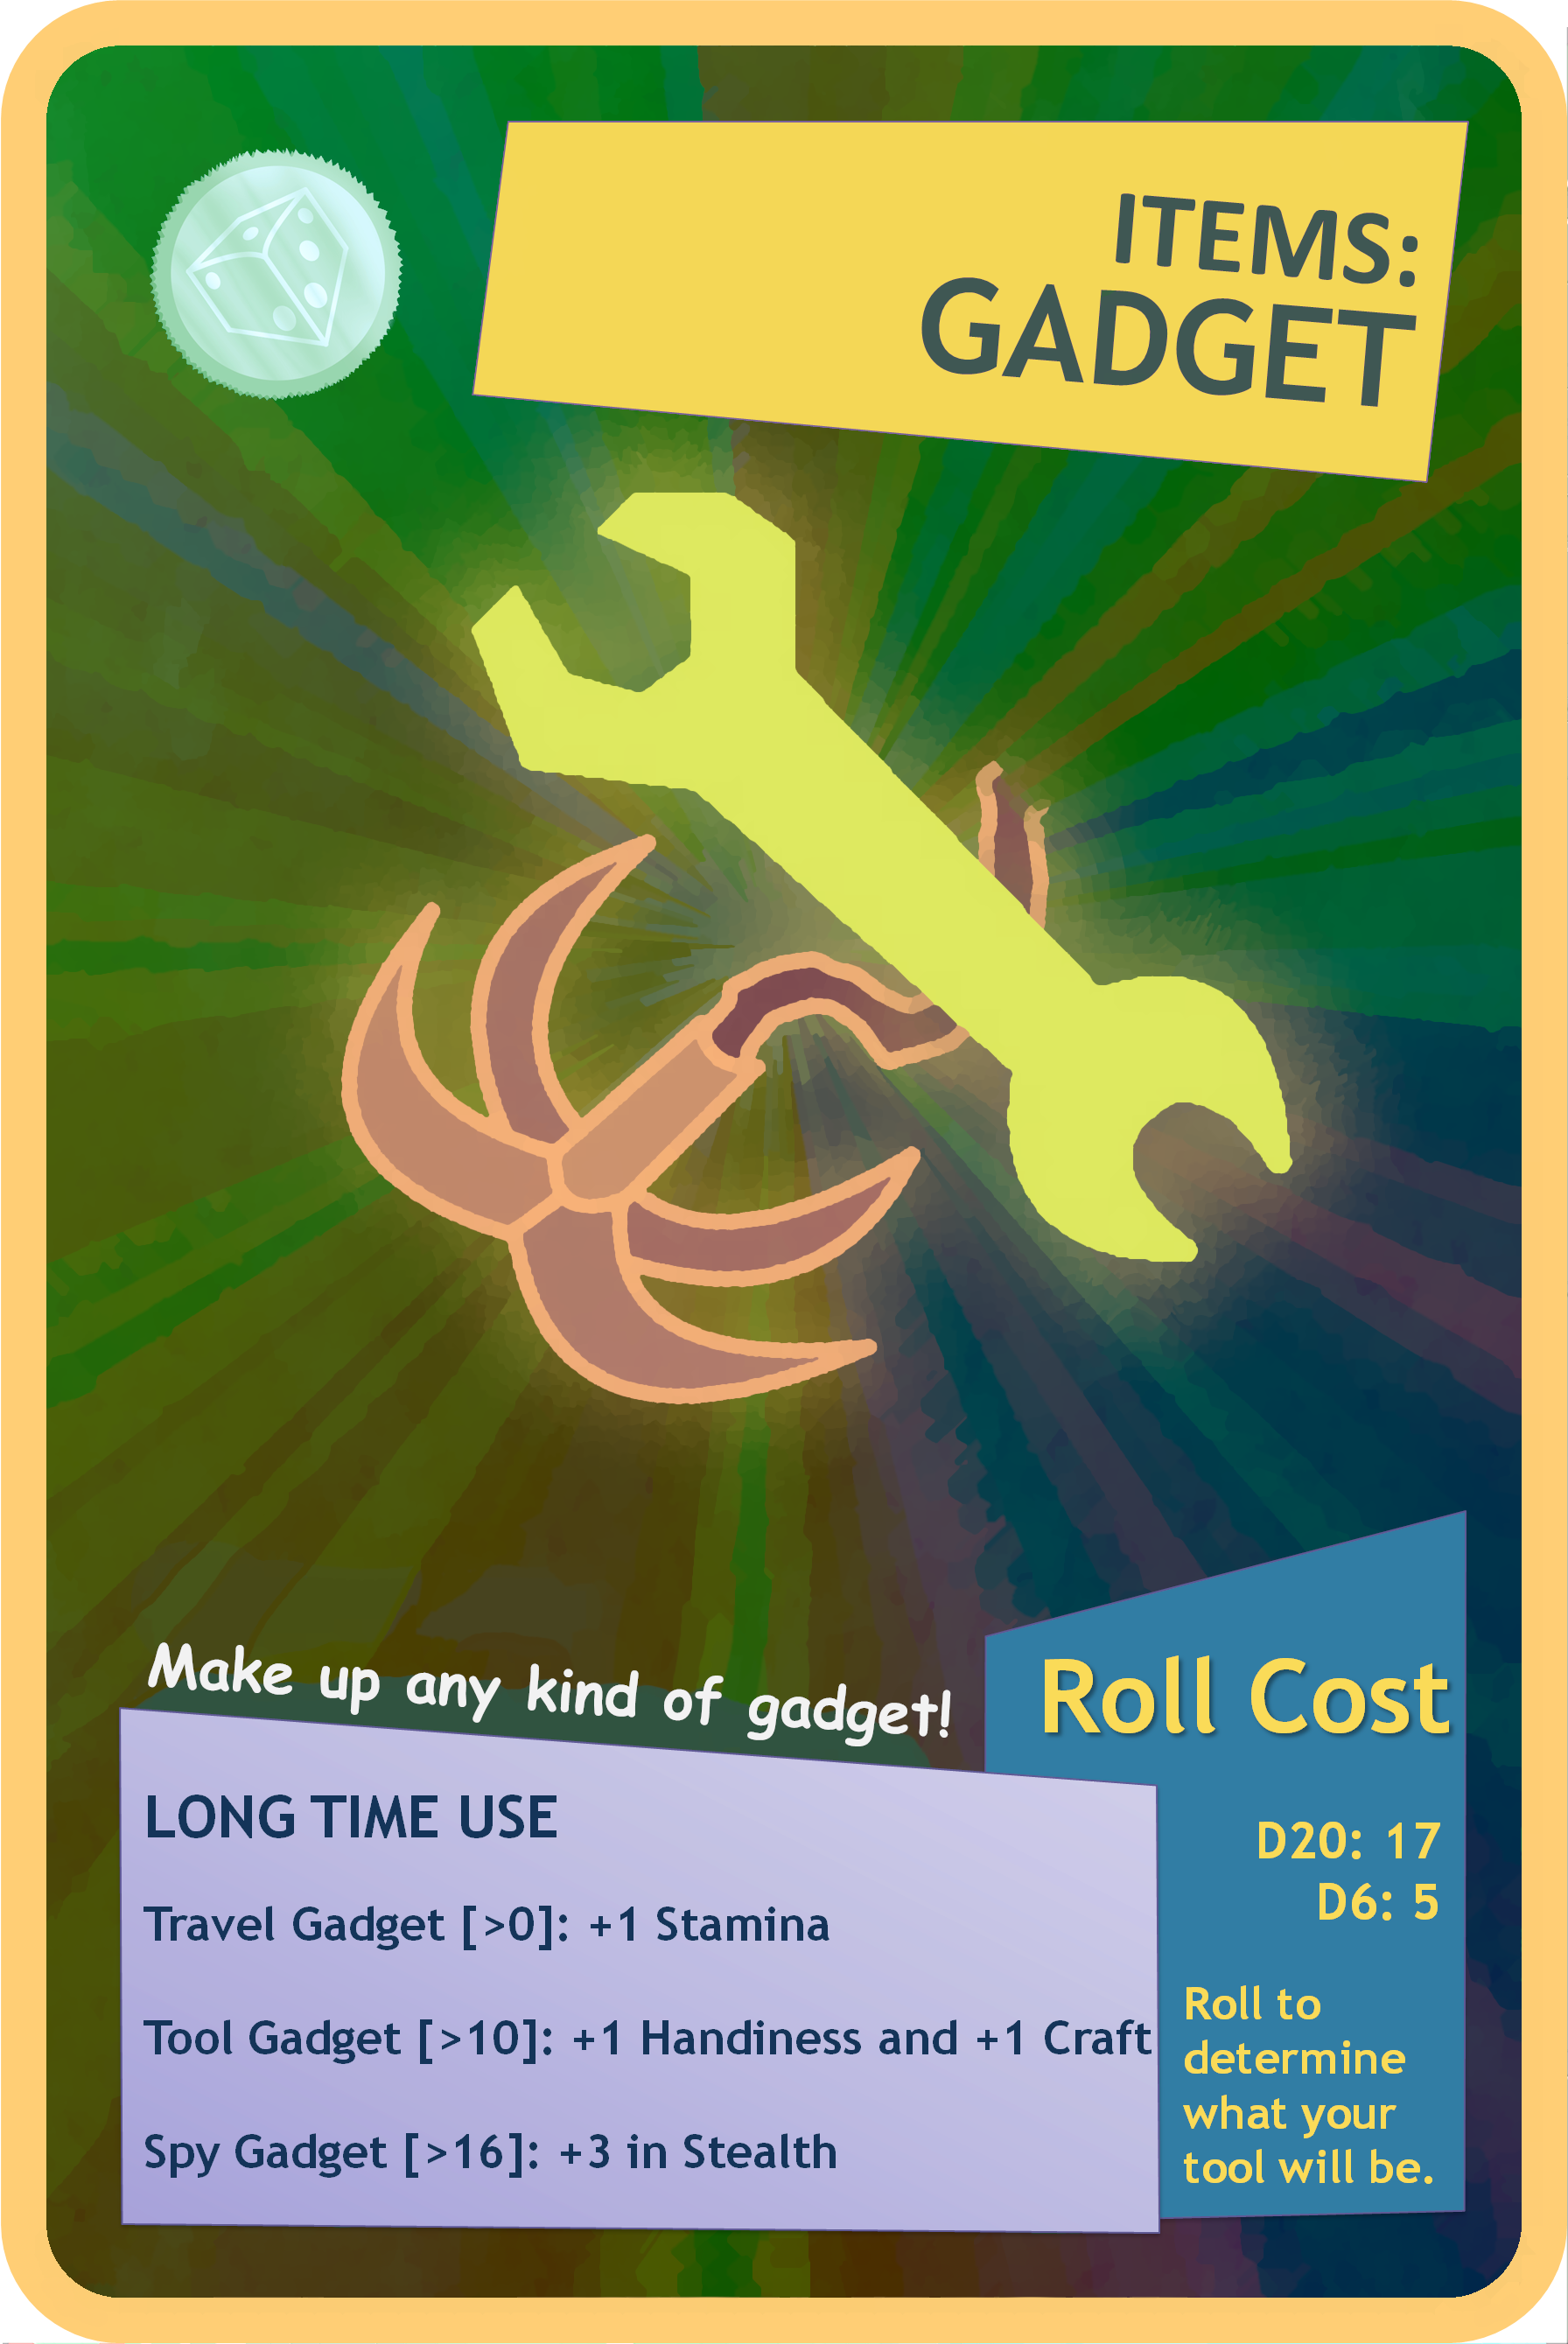 ITEMS:
GADGET
Make up any kind of gadget!
LONG TIME USE
Travel Gadget [>0]: +1 Stamina
Tool Gadget [>10]: +1 Handiness and +1 Craft
Spy Gadget [>16]: +3 in Stealth
Roll Cost
D20: 17
D6: 5
Roll to
determine
what your
tool will be.